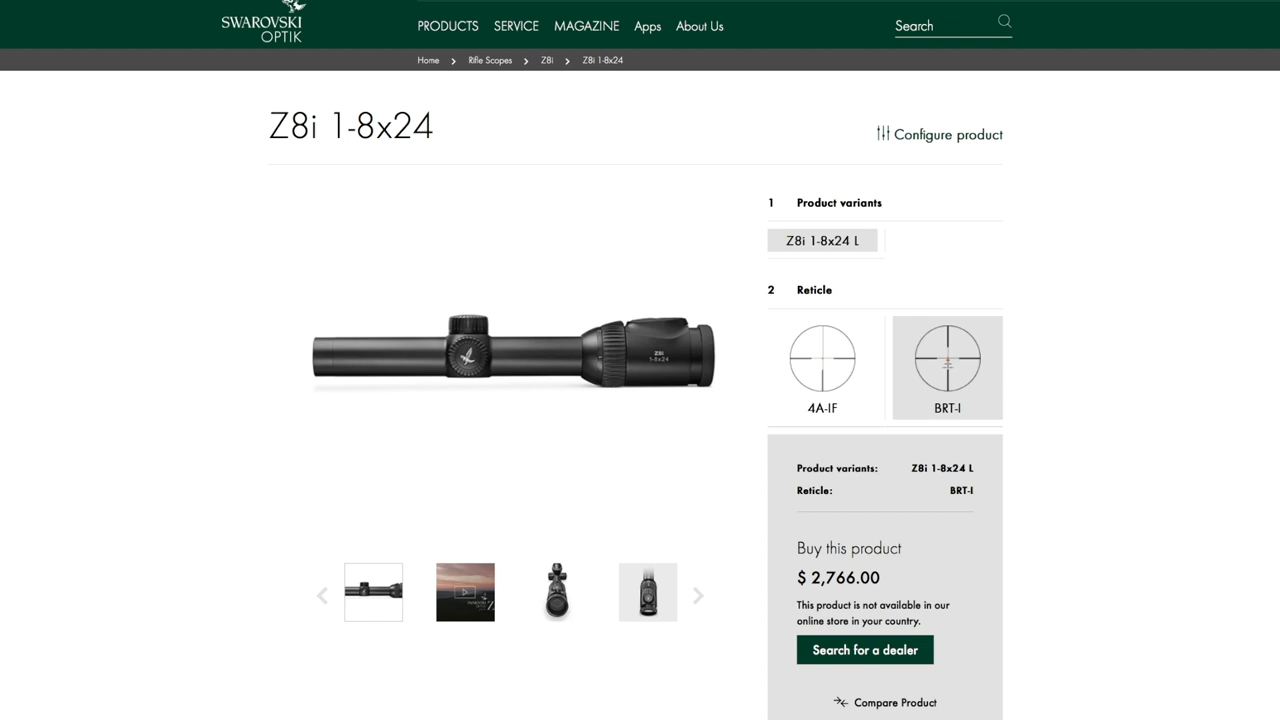 SWAROVSKI
OPTIK
PRODUCTS SERVICE MAGAZINE Apps About Us
Search
Home Rifle Scopes Z8i Z8i 1-8x24
Z8i 1-8x24
Configure product
1 Product variants
Z8i 1-8x24 L
2 Reticle
Z8i
1-8x24
4A-IF BRT-I
Product variants: Z8i 1-8x24 L
Reticle: BRT-I
Buy this product
$ 2,766.00
This product is not available in our
online store in your country.
Search for a dealer
Compare Product